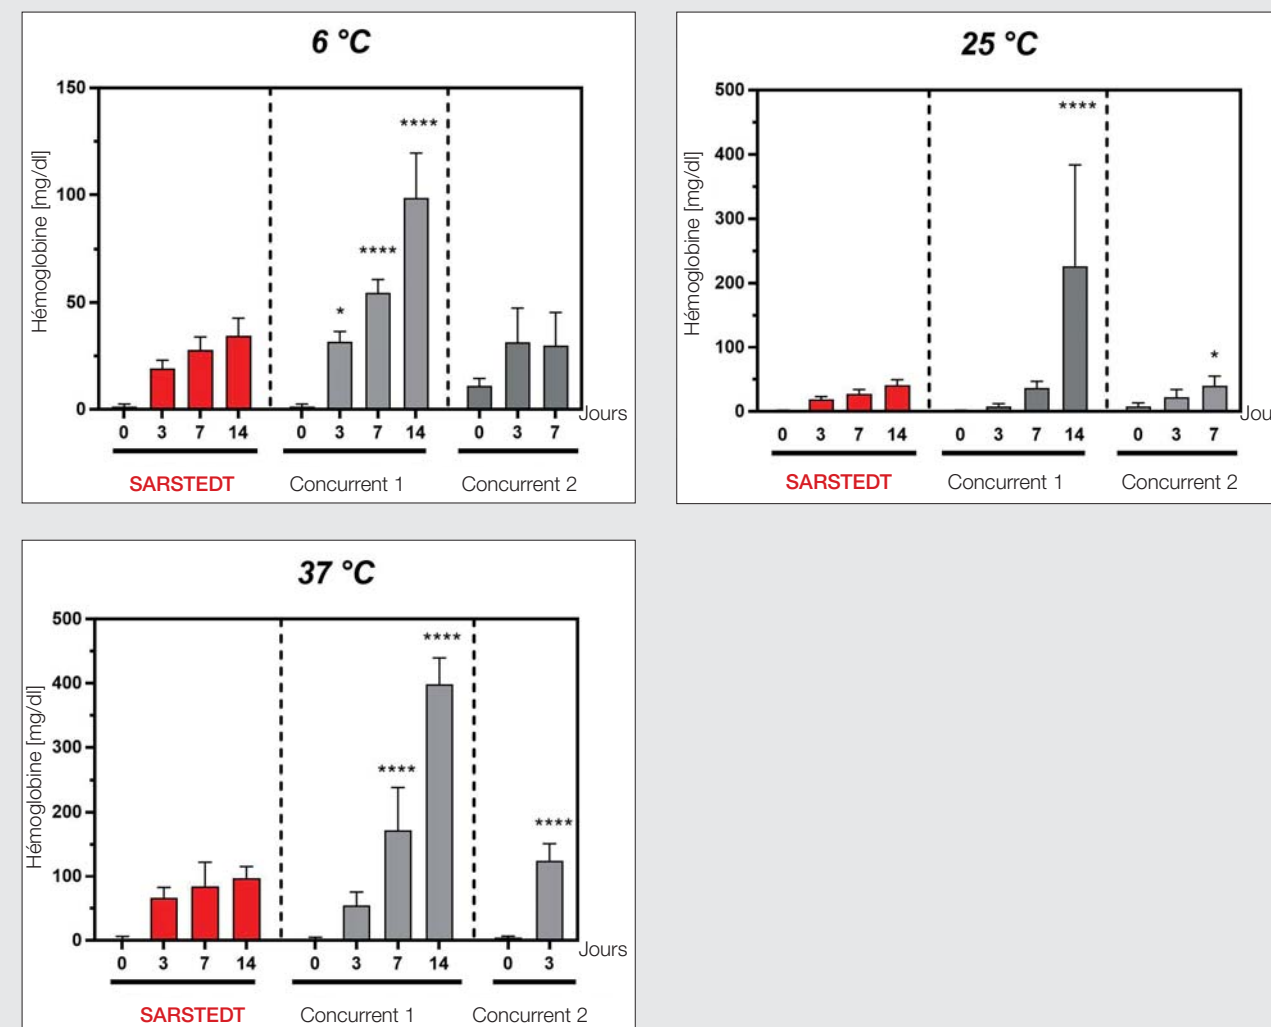 6 °C
Hémoglobine [mg/dl]
150
100
50
0
*
****
****
0 3 7 14 0 3 7 14 0 3 7
Jours
SARSTEDT Concurrent 1 Concurrent 2
25 °C
Hémoglobine [mg/dl]
500
400
300
200
100
0
****
*
0 3 7 14 0 3 7 14 0 3 7
Jou
SARSTEDT Concurrent 1 Concurrent 2
37 °C
Hémoglobine [mg/dl]
500
400
300
200
100
0
****
****
****
0 3 7 14 0 3 7 14 0 3
Jours
SARSTEDT Concurrent 1 Concurrent 2